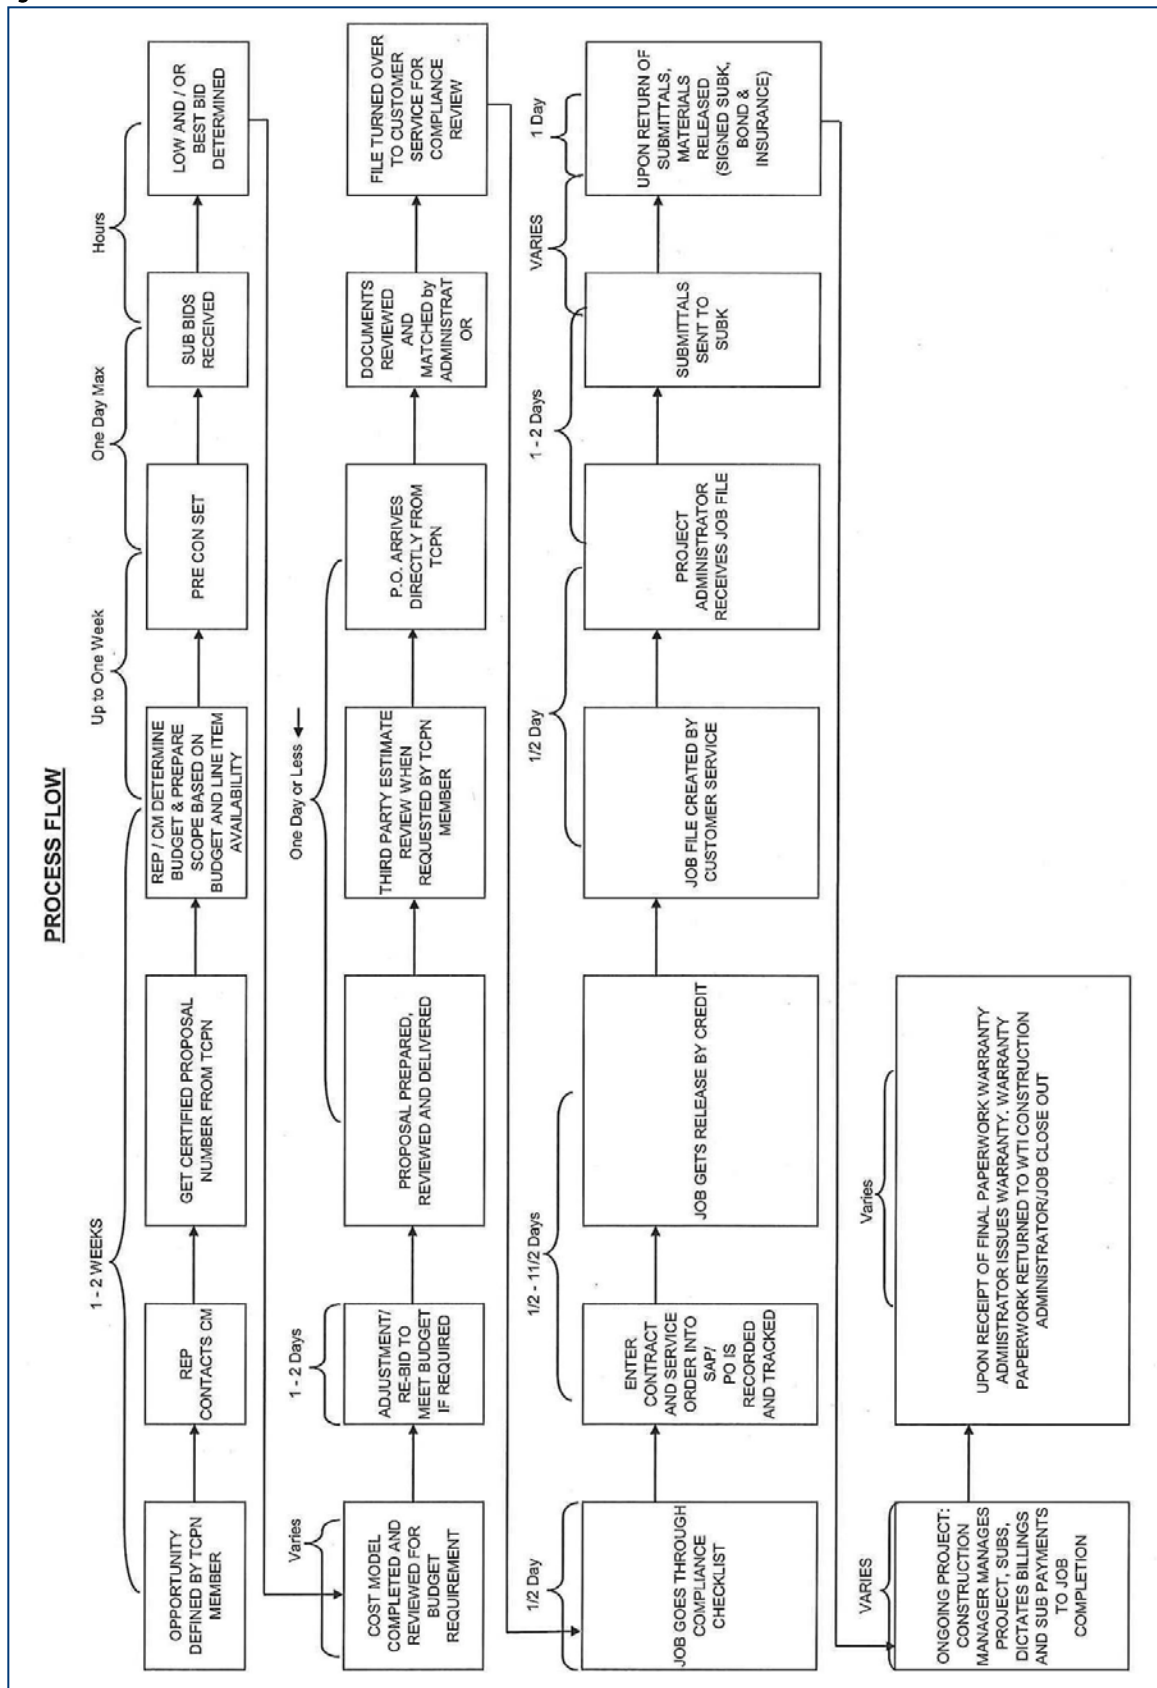 PROCESS FLOW
1 - 2 WEEKS
Up to One Week
One Day Max
Hours
OPPORTUNITY
DEFINED BY TCPN
MEMBER
REP
CONTACTS CM
GET CERTIFIED PROPOSAL
NUMBER FROM TCPN
REP / CM DETERMINE
BUDGET & PREPARE
SCOPE BASED ON
BUDGET AND LINE ITEM
AVAILABILITY
PRE CON SET
SUB BIDS
RECEIVED
LOW AND / OR
BEST BID
DETERMINED
Varies
1 - 2 Days
One Day or Less
COST MODEL
COMPLETED AND
REVIEWED FOR
BUDGET
REQUIREMENT
ADJUSTMENT/
RE-BID TO
MEET BUDGET
IF REQUIRED
PROPOSAL PREPARED,
REVIEWED AND DELIVERED
THIRD PARTY ESTIMATE
REVIEW WHEN
REQUESTED BY TCPN
MEMBER
P.O. ARRIVES
DIRECTLY FROM
TCPN
DOCUMENTS
REVIEWED
AND
MATCHED by
ADMINISTRAT
OR
FILE TURNED OVER
TO CUSTOMER
SERVICE FOR
COMPLIANCE
REVIEW
1/2 Day
1/2 - 11/2 Days
1/2 Day
1 - 2 Days
VARIES
1 Day
JOB GOES THROUGH
COMPLIANCE
CHECKLIST
ENTER
CONTRACT
AND SERVICE
ORDER INTO
SAP/
PO IS
RECORDED
AND TRACKED
JOB GETS RELEASE BY CREDIT
JOB FILE CREATED BY
CUSTOMER SERVICE
PROJECT
ADMINISTRATOR
RECEIVES JOB FILE
SUBMITTALS
SENT TO
SUBK
UPON RETURN OF
SUBMITTALS,
MATERIALS
RELEASED
(SIGNED SUBK,
BOND &
INSURANCE)
VARIES
Varies
ONGOING PROJECT:
CONSTRUCTION
MANAGER MANAGES
PROJECT, SUBS,
DICTATES BILLINGS
AND SUB PAYMENTS
TO JOB
COMPLETION
UPON RECEIPT OF FINAL PAPERWORK WARRANTY
ADMIISTRATOR ISSUES WARRANTY. WARRANTY
PAPERWORK RETURNED TO WTI CONSTRUCTION
ADMINISTRATOR/JOB CLOSE OUT